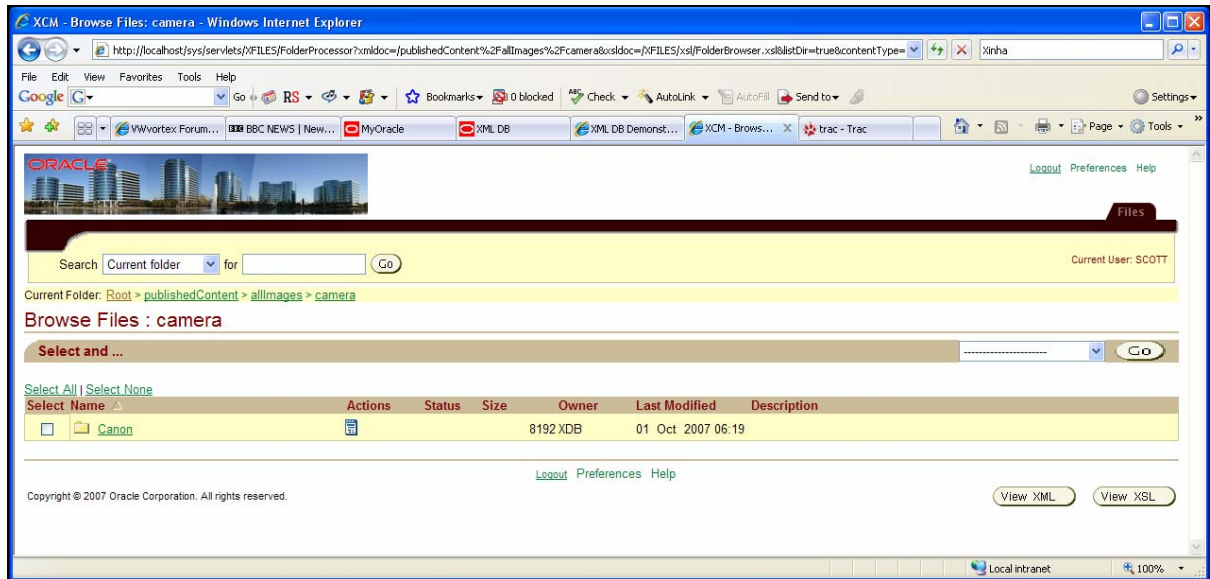 XCM - Browse Files: camera - Windows Internet Explorer
http://localhost/sys/servlets/XFILES/FolderProcessor?xmldoc=/publishedContent%2FallImages%2Fcamera&xsldoc=/XFILES/xsl/FolderBrowser.xsl&listDir=true&contentType= Xinha
File Edit View Favorites Tools Help
Google G Go RS Bookmarks 0 blocked ABC Check AutoLink AutoFill Send to Settings
VWvortex Forum... BBC BBC NEWS | New... MyOracle XML DB XML DB Demonst... XCM - Brows... X trac - Trac Page Tools »
ORACLE
Logout Preferences Help
Files
Search Current folder for Go
Current User: SCOTT
Current Folder: Root > publishedContent > allImages > camera
Browse Files : camera
Select and ... ---------------------- Go
Select All | Select None
Select Name Actions Status Size Owner Last Modified Description
Canon 8192 XDB 01 Oct 2007 06:19
Logout Preferences Help
Copyright © 2007 Oracle Corporation. All rights reserved.
View XML View XSL
Local intranet 100%